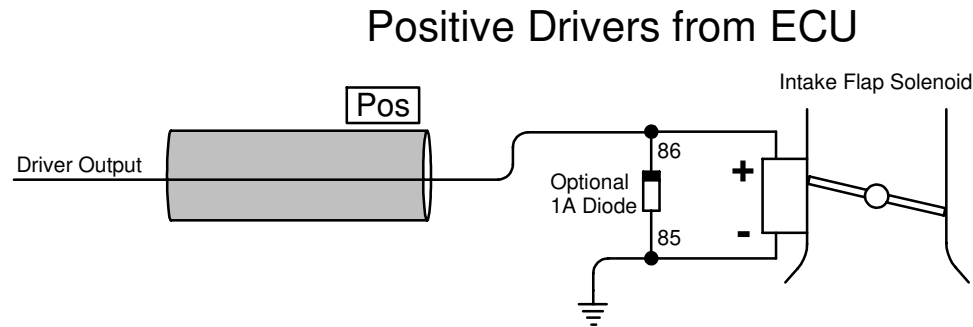 Positive Drivers from ECU
Intake Flap Solenoid
Pos
Driver Output
86
+
Optional
1A Diode
85
-